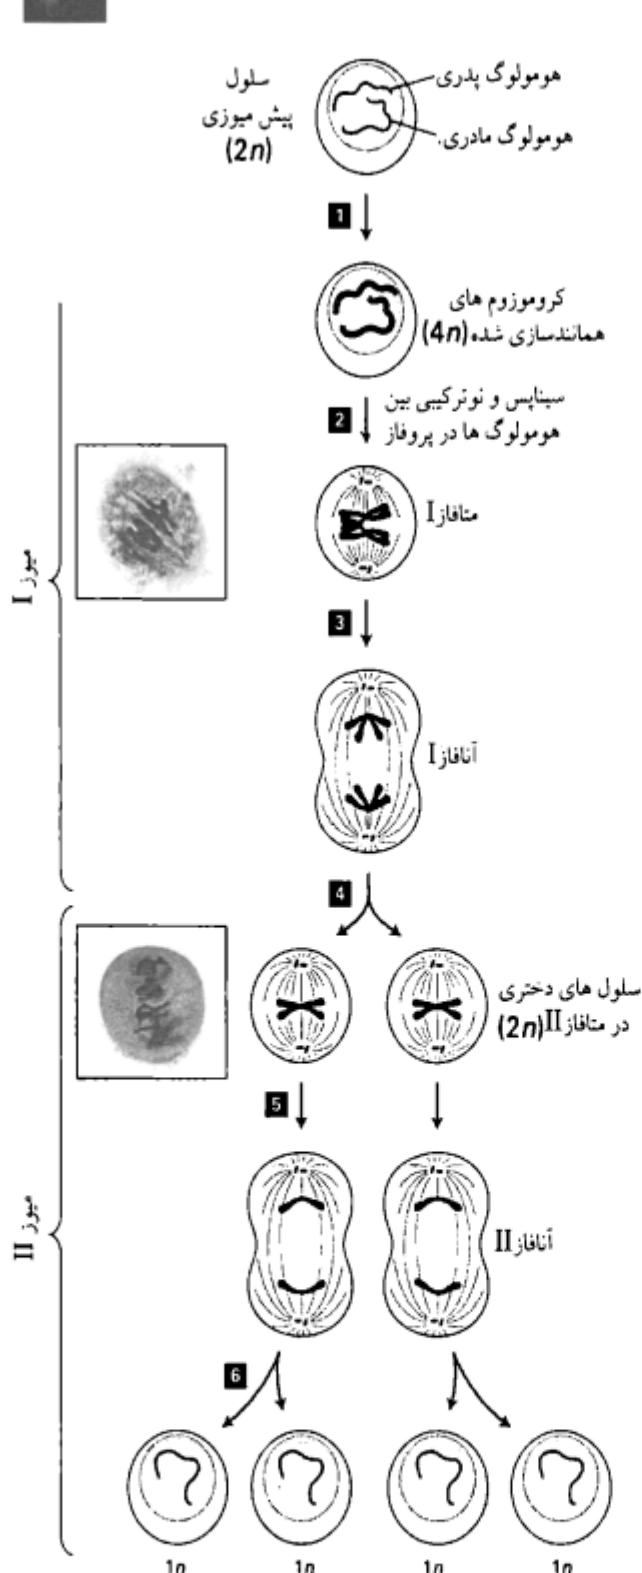 سلول
پیش میوزی
(2n)
هومولوگ پدری
هومولوگ مادری.
1
کروموزوم های
همانندسازی شده (4n)
2
سیناپس و نوترکیبی بین
هومولوگ ها در پروفاز
متافاز I
میوز I
3
آنافاز I
4
سلول های دختری
در متافاز II (2n)
5
میوز II
آنافاز II
6
1n
1n
1n
1n